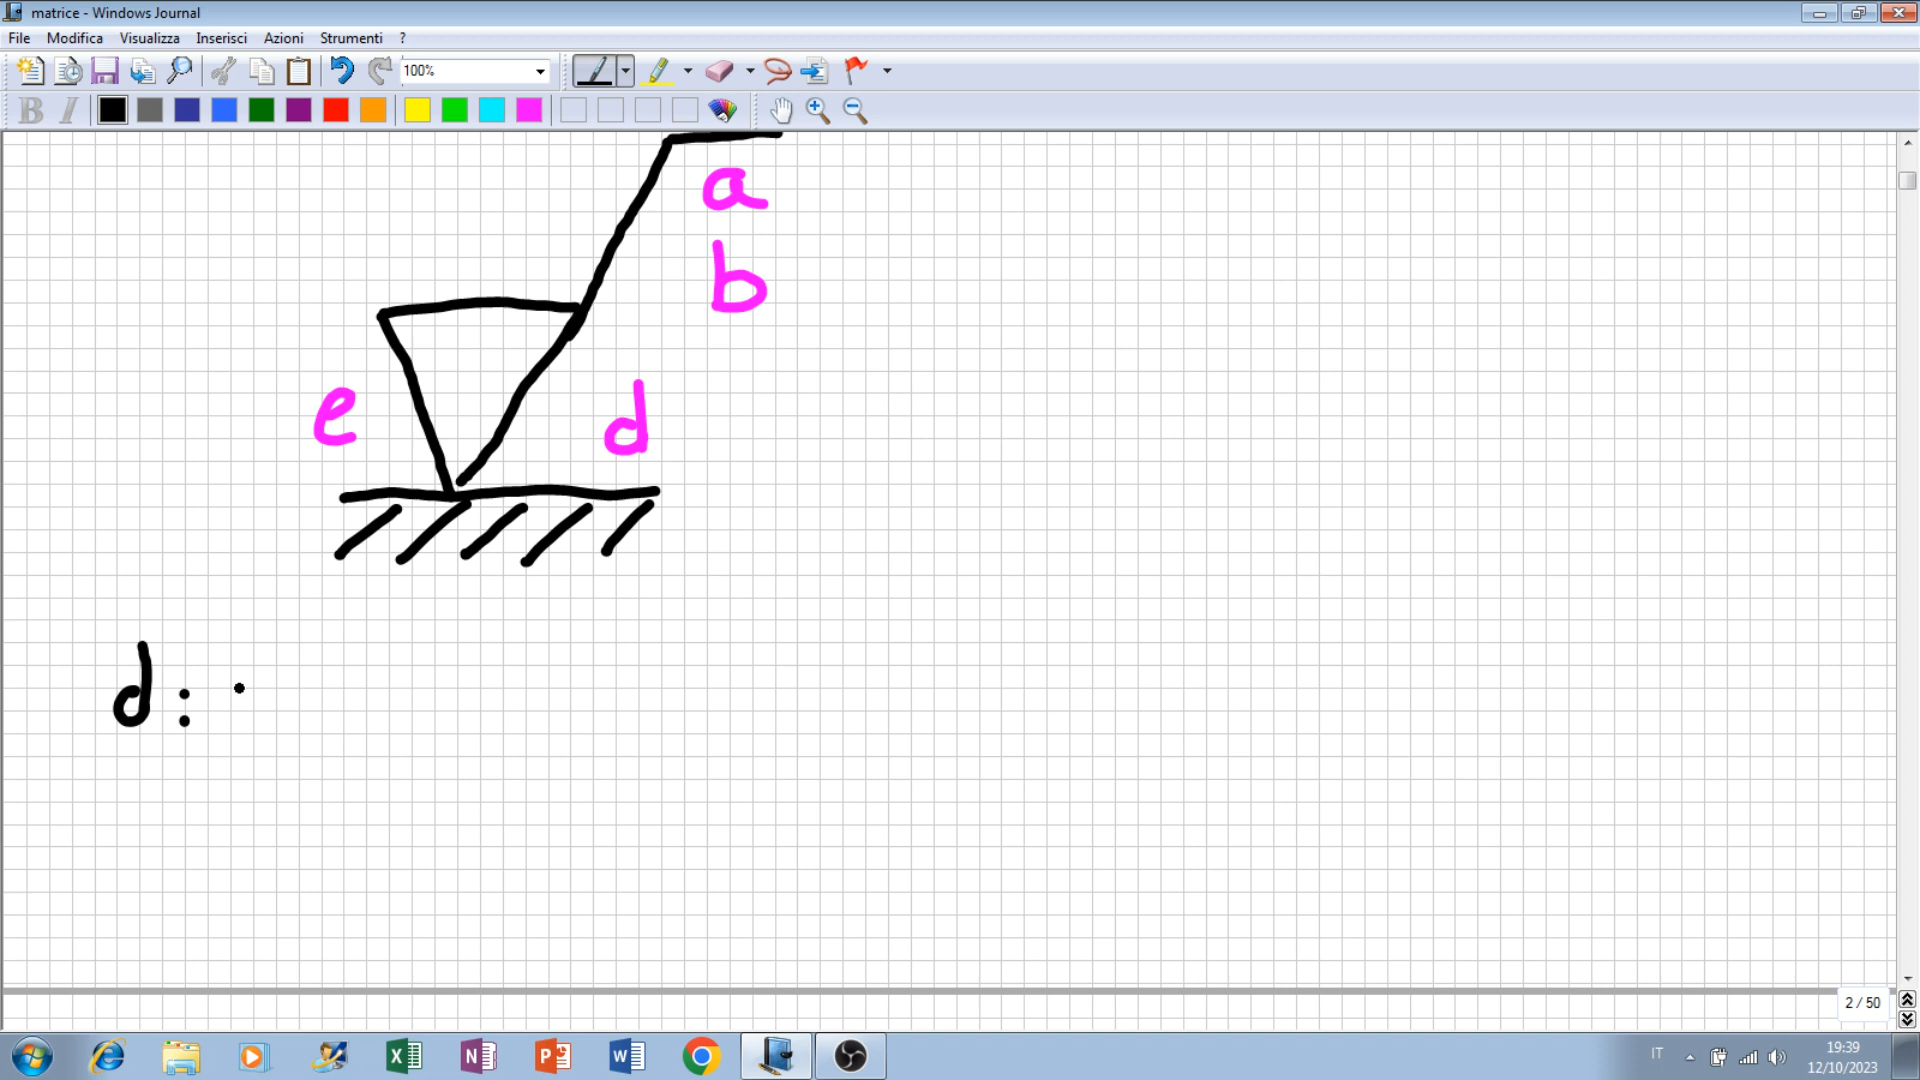 matrice - Windows Journal
File Modifica Visualizza Inserisci Azioni Strumenti ?
100%
B I
a
b
e
d
d :
2 / 50
IT
19:39
12/10/2023